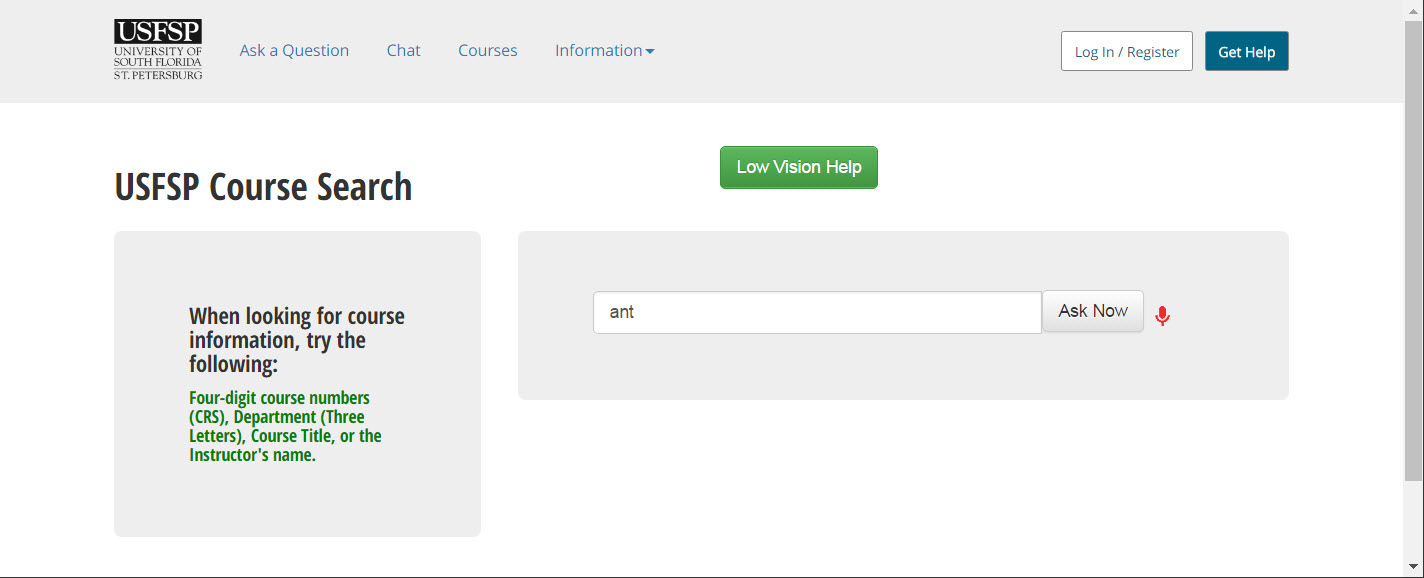 USFSP
UNIVERSITY OF
SOUTH FLORIDA
ST. PETERSBURG
Ask a Question
Chat
Courses
Information
Log In / Register
Get Help
Low Vision Help
USFSP Course Search
When looking for course
information, try the
following:
Four-digit course numbers
(CRS), Department (Three
Letters), Course Title, or the
Instructor's name.
ant
Ask Now